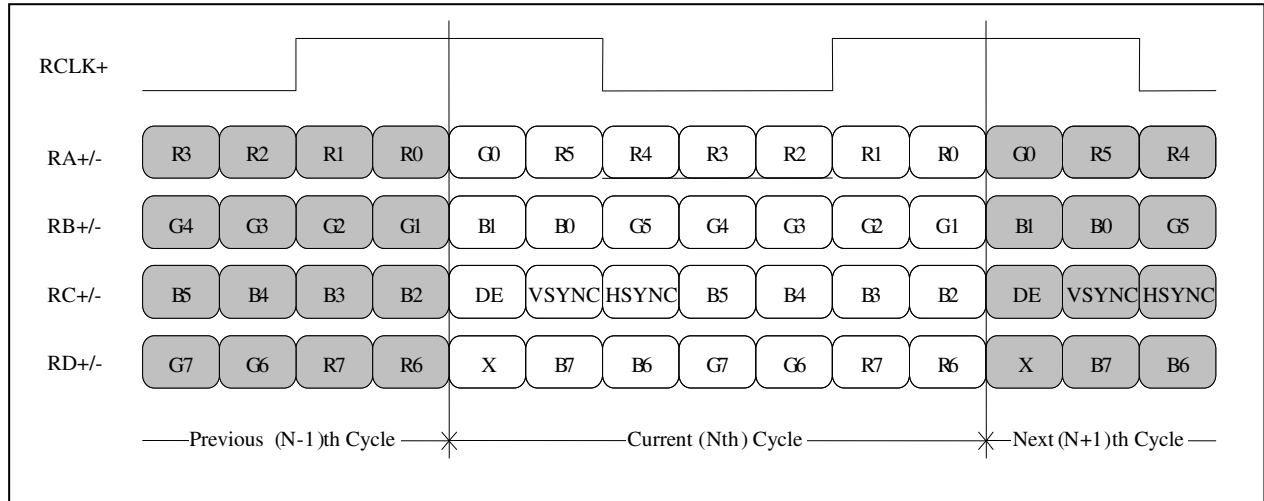 RCLK+
RA+/- R3 R2 R1 R0 G0 R5 R4 R3 R2 R1 R0 G0 R5 R4
RB+/- G4 G3 G2 G1 B1 B0 G5 G4 G3 G2 G1 B1 B0 G5
RC+/- B5 B4 B3 B2 DE VSYNC HSYNC B5 B4 B3 B2 DE VSYNC HSYNC
RD+/- G7 G6 R7 R6 X B7 B6 G7 G6 R7 R6 X B7 B6
Previous (N-1)th Cycle Current (Nth) Cycle Next (N+1)th Cycle